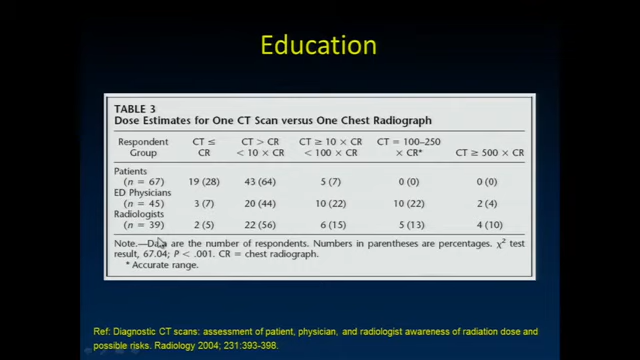 Education
TABLE 3
Dose Estimates for One CT Scan versus One Chest Radiograph
Respondent Group CT ≤ CR CT > CR < 10 × CR CT ≥ 10 × CR < 100 × CR CT = 100–250 × CR* CT ≥ 500 × CR
Patients
(n = 67) 19 (28) 43 (64) 5 (7) 0 (0) 0 (0)
ED Physicians
(n = 45) 3 (7) 20 (44) 10 (22) 10 (22) 2 (4)
Radiologists
(n = 39) 2 (5) 22 (56) 6 (15) 5 (13) 4 (10)
Note.—Data are the number of respondents. Numbers in parentheses are percentages. χ² test
result, 67.04; P < .001. CR = chest radiograph.
* Accurate range.
Ref: Diagnostic CT scans: assessment of patient, physician, and radiologist awareness of radiation dose and
possible risks. Radiology 2004; 231:393-398.